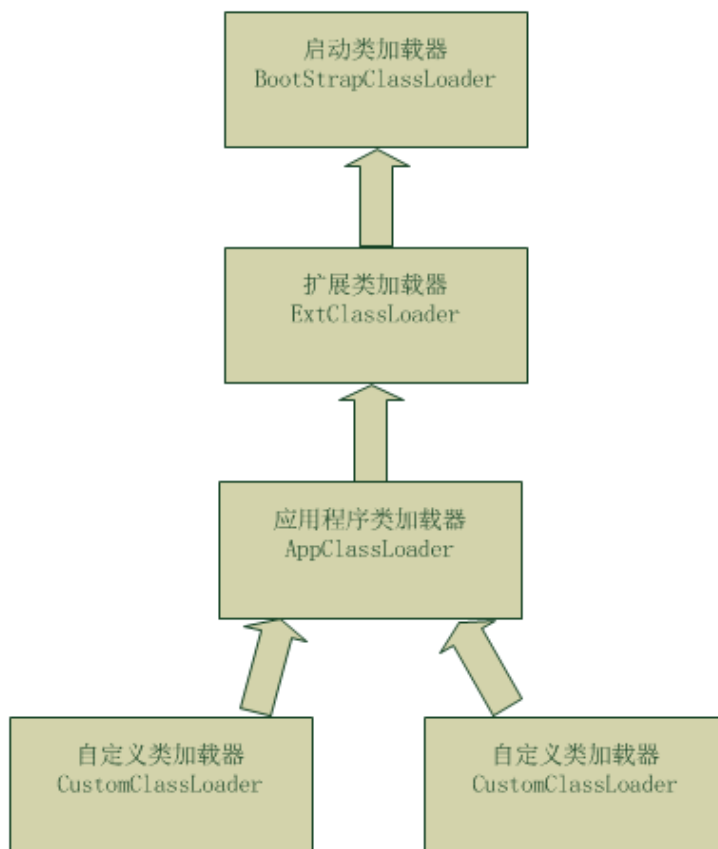 启动类加载器
BootStrapClassLoader
扩展类加载器
ExtClassLoader
应用程序类加载器
AppClassLoader
自定义类加载器
CustomClassLoader
自定义类加载器
CustomClassLoader